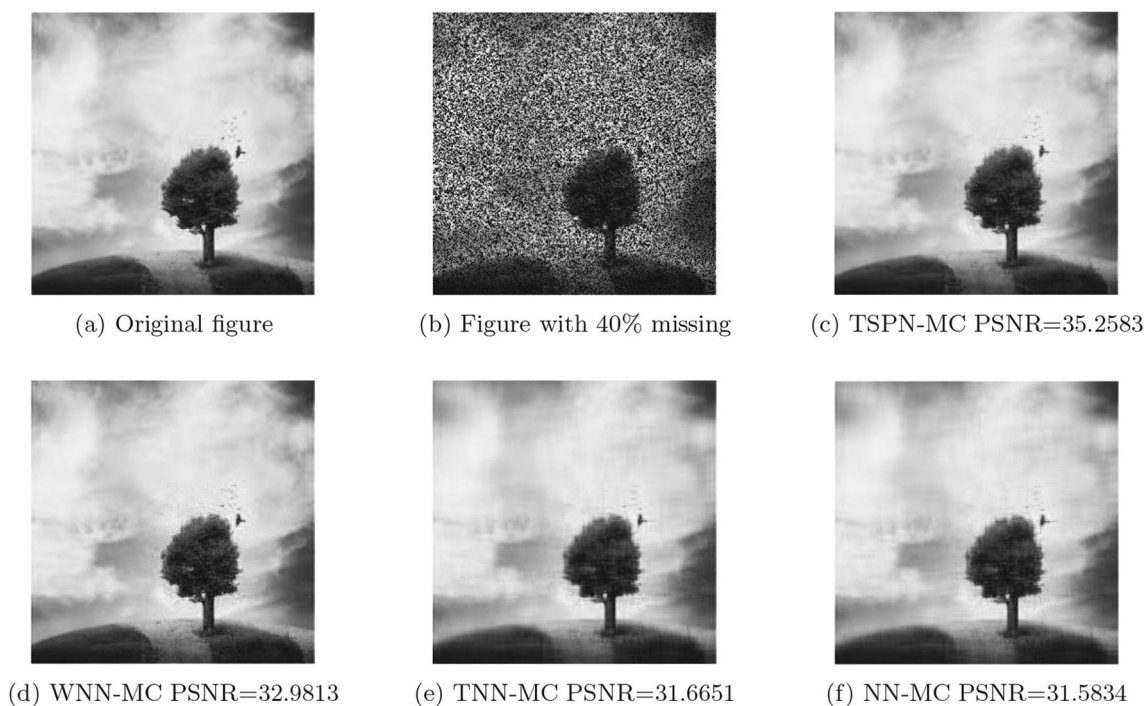 (a) Original figure
(b) Figure with 40% missing
(c) TSPN-MC PSNR=35.2583
(d) WNN-MC PSNR=32.9813
(e) TNN-MC PSNR=31.6651
(f) NN-MC PSNR=31.5834